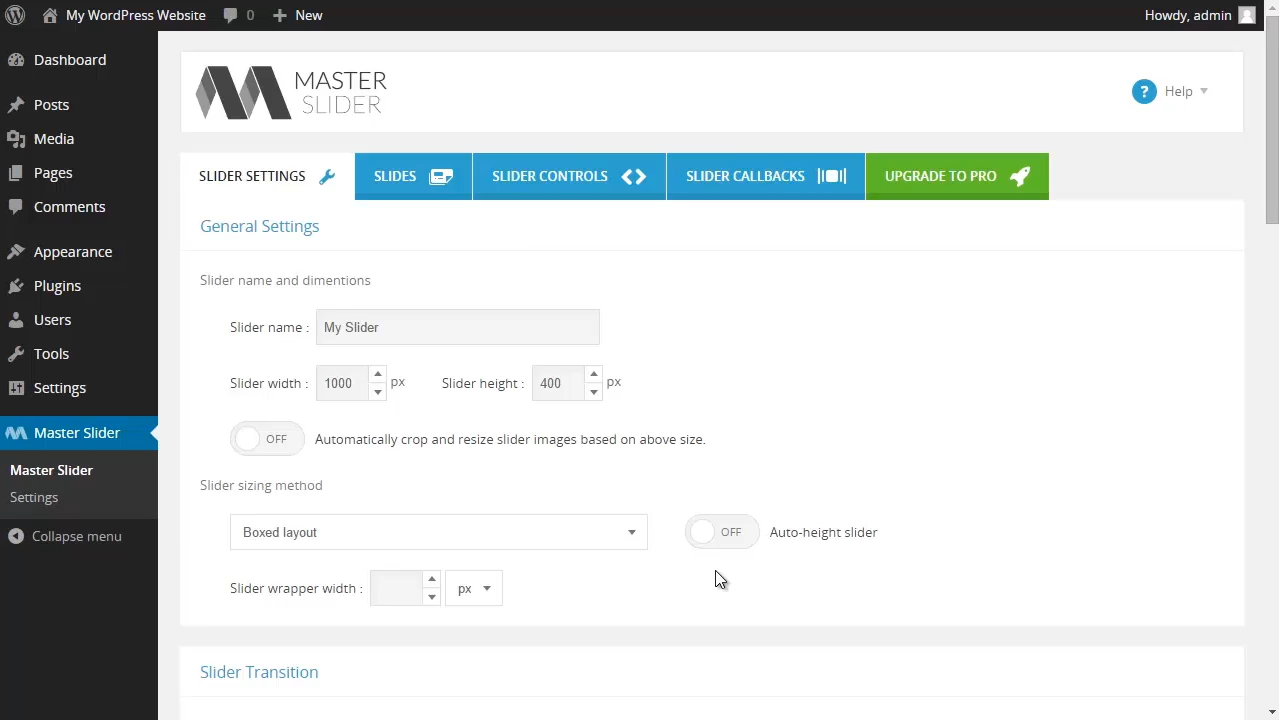 My WordPress Website 0 New Howdy, admin
Dashboard
Posts
Media
Pages
Comments
Appearance
Plugins
Users
Tools
Settings
Master Slider
Master Slider
Settings
Collapse menu
MASTER
SLIDER
? Help
SLIDER SETTINGS SLIDES SLIDER CONTROLS SLIDER CALLBACKS UPGRADE TO PRO
General Settings
Slider name and dimentions
Slider name : My Slider
Slider width : 1000 px Slider height : 400 px
OFF Automatically crop and resize slider images based on above size.
Slider sizing method
Boxed layout OFF Auto-height slider
Slider wrapper width : px
Slider Transition